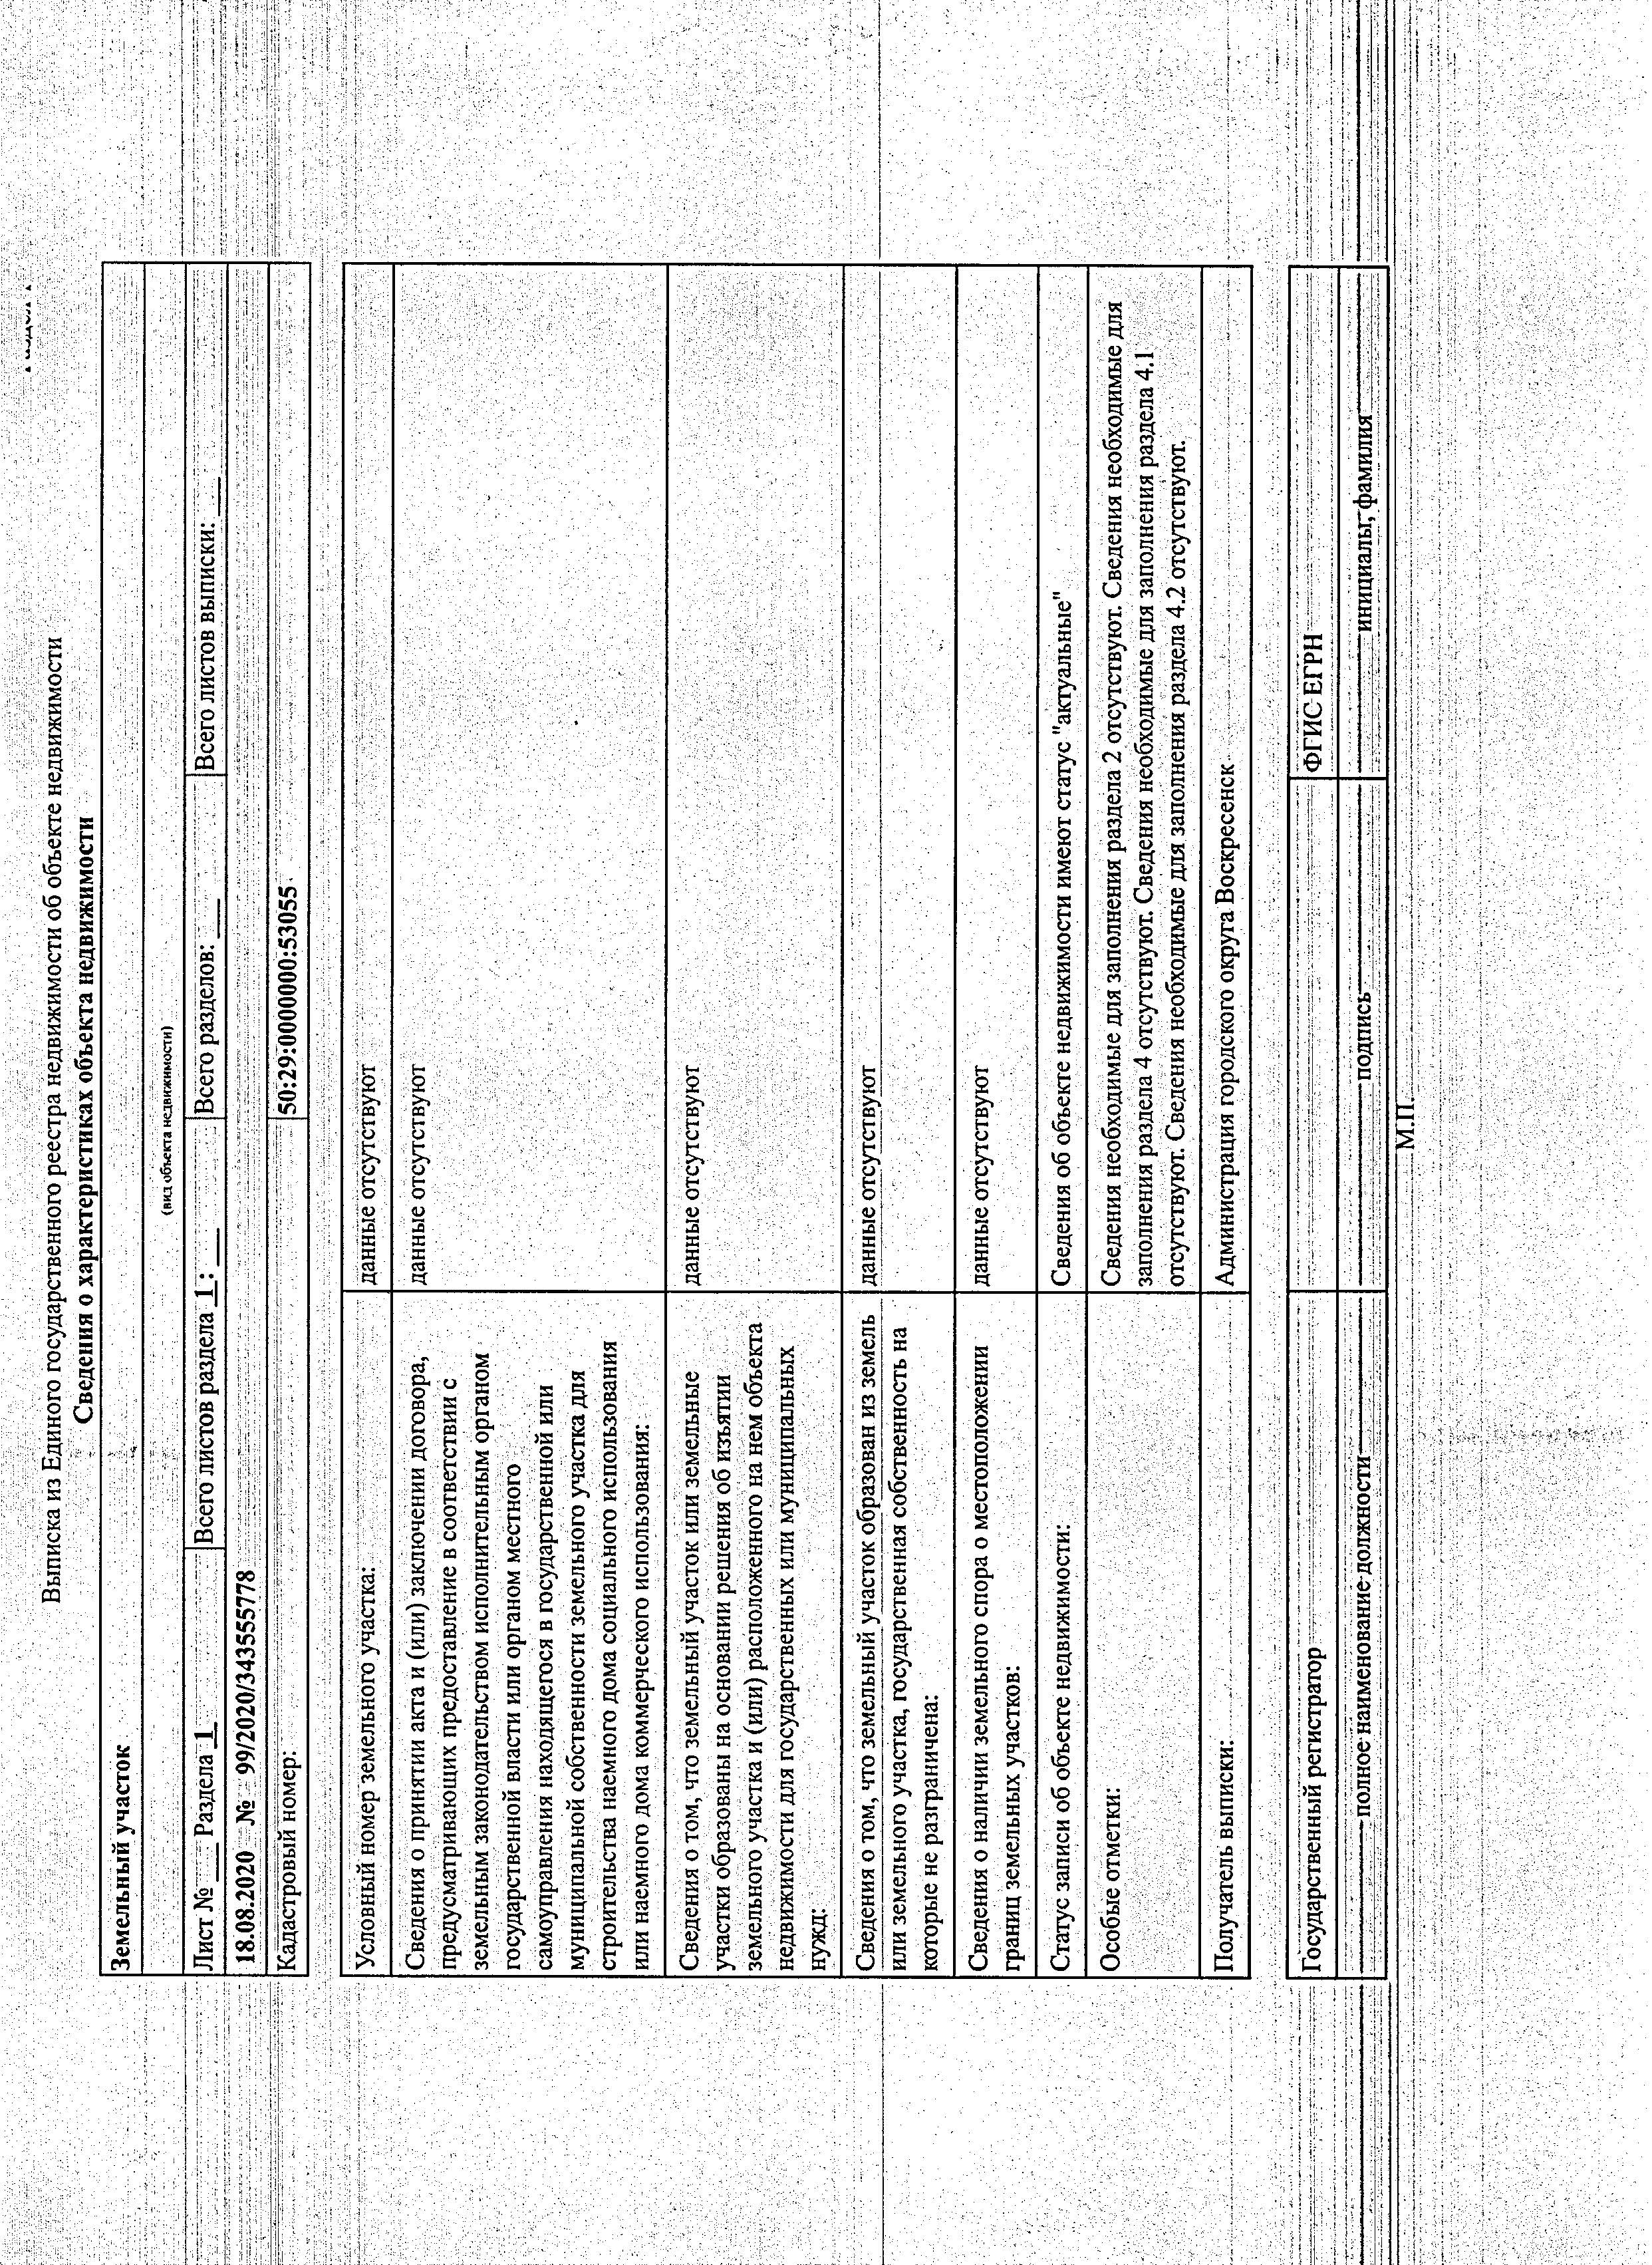 Выписка из Единого государственного реестра недвижимости об объекте недвижимости
Сведения о характеристиках объекта недвижимости
Земельный участок
(вид объекта недвижимости)
Лист № ___ Раздела 1 Всего листов раздела 1: ___ Всего разделов: ___ Всего листов выписки: ___
18.08.2020 № 99/2020/343555778
Кадастровый номер: 50:29:0000000:53055
Условный номер земельного участка: данные отсутствуют
Сведения о принятии акта и (или) заключении договора, данные отсутствуют
предусматривающих предоставление в соответствии с
земельным законодательством исполнительным органом
государственной власти или органом местного
самоуправления находящегося в государственной или
муниципальной собственности земельного участка для
строительства наемного дома социального использования
или наемного дома коммерческого использования:
Сведения о том, что земельный участок или земельные данные отсутствуют
участки образованы на основании решения об изъятии
земельного участка и (или) расположенного на нем объекта
недвижимости для государственных или муниципальных
нужд:
Сведения о том, что земельный участок образован из земель данные отсутствуют
или земельного участка, государственная собственность на
которые не разграничена:
Сведения о наличии земельного спора о местоположении данные отсутствуют
границ земельных участков:
Статус записи об объекте недвижимости: Сведения об объекте недвижимости имеют статус "актуальные"
Особые отметки: Сведения необходимые для заполнения раздела 2 отсутствуют. Сведения необходимые для
заполнения раздела 4 отсутствуют. Сведения необходимые для заполнения раздела 4.1
отсутствуют. Сведения необходимые для заполнения раздела 4.2 отсутствуют.
Получатель выписки: Администрация городского округа Воскресенск
Государственный регистратор ФГИС ЕГРН
полное наименование должности подпись инициалы, фамилия
М.П.